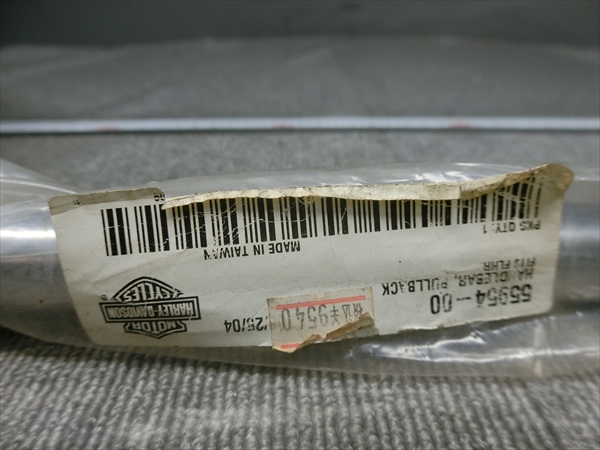 55954-00
HANDLEBAR, PULLBACK
FITS FLHR
PKG QTY: 1
MADE IN TAIWAN
/25/04
税込¥9540
MOTOR
HARLEY-DAVIDSON
CYCLES
®